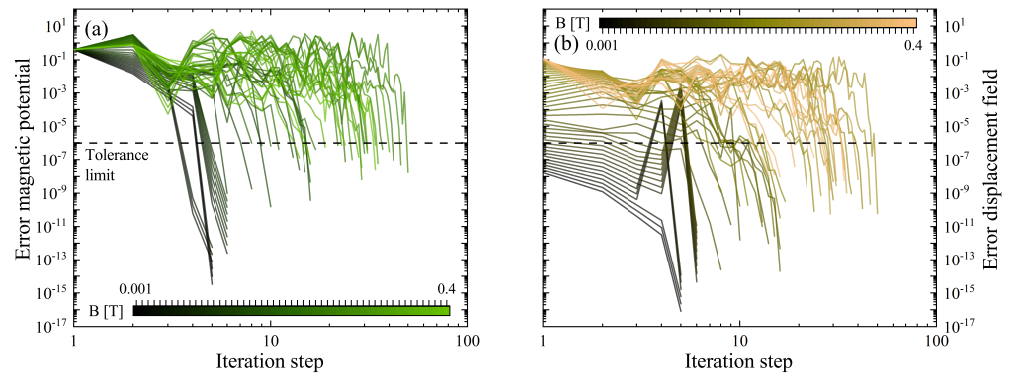 (a)
10^1
10^-1
10^-3
10^-5
10^-7
10^-9
10^-11
10^-13
10^-15
10^-17
Error magnetic potential
Tolerance
limit
0.001 0.4
B [T]
1 10 100
Iteration step
B [T]
0.001 0.4
(b)
10^1
10^-1
10^-3
10^-5
10^-7
10^-9
10^-11
10^-13
10^-15
10^-17
Error displacement field
1 10 100
Iteration step